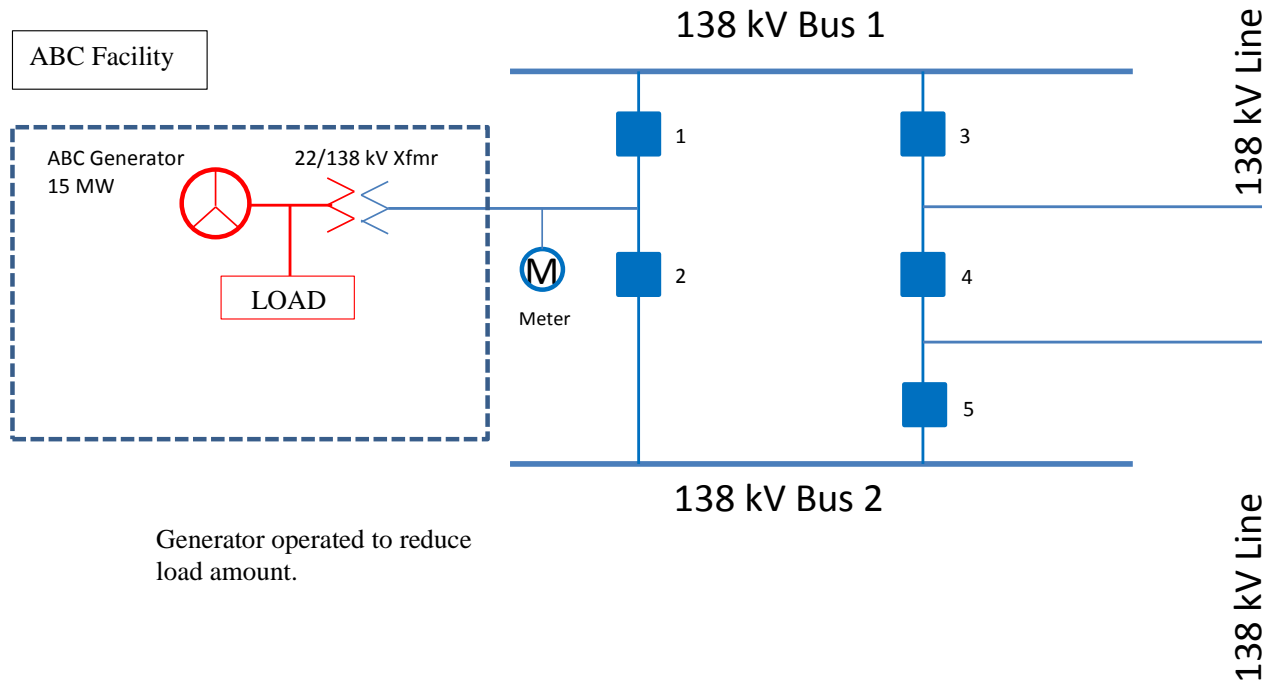 138 kV Bus 1
ABC Facility
138 kV Line
ABC Generator
15 MW
22/138 kV Xfmr
1
3
LOAD
M
Meter
2
4
5
138 kV Bus 2
Generator operated to reduce
load amount.
138 kV Line